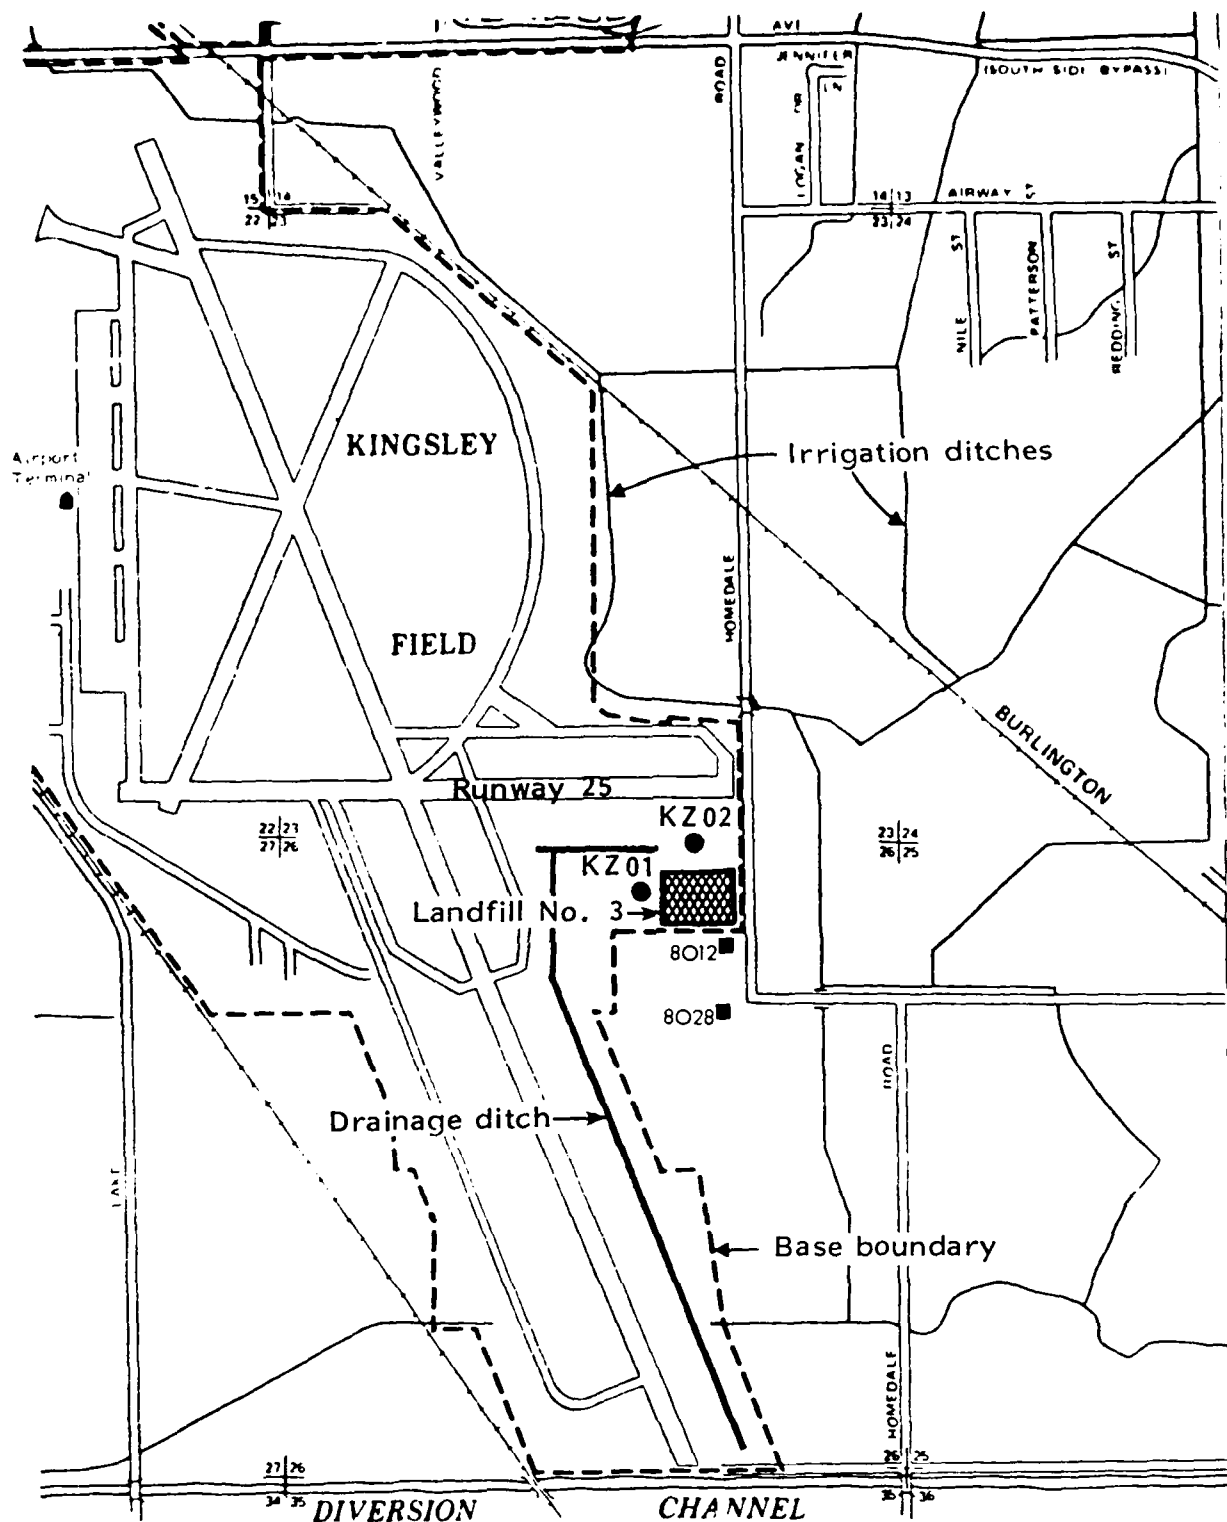 AVE
JENNIFER
LN
(SOUTH SIDE BYPASS)
ROAD
VALLEYWOOD
LOGAN DR
15 14
22 23
14 13
23 24
AIRWAY ST
NILE ST
PATTERSON
REDDING ST
KINGSLEY
Irrigation ditches
Airport
Terminal
HOMEDALE
FIELD
BURLINGTON
Runway 25
KZ02
22 23
27 26
23 24
26 25
KZ01
Landfill No. 3
8012
8028
ROAD
Drainage ditch
LAKE
Base boundary
HOMEDALE
27 26
34 35
26 25
35 36
DIVERSION CHANNEL